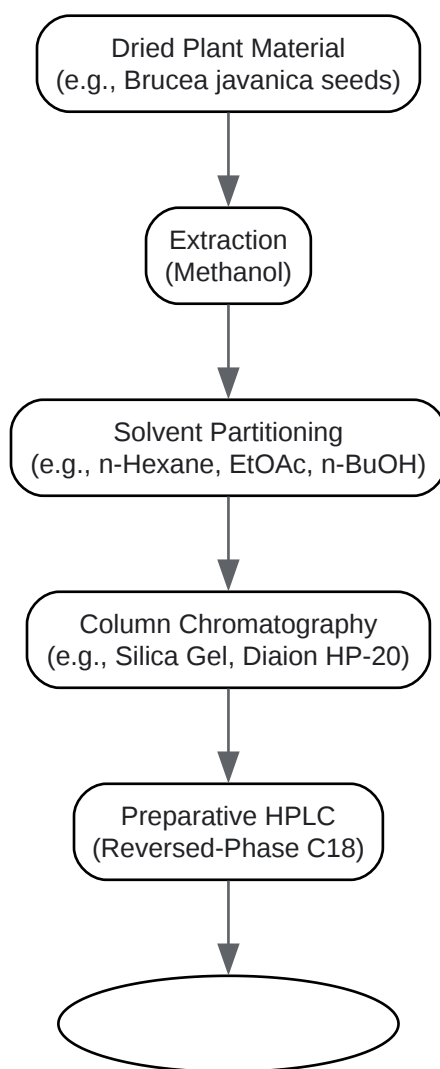 Dried Plant Material
(e.g., Brucea javanica seeds)
Extraction
(Methanol)
Solvent Partitioning
(e.g., n-Hexane, EtOAc, n-BuOH)
Column Chromatography
(e.g., Silica Gel, Diaion HP-20)
Preparative HPLC
(Reversed-Phase C18)